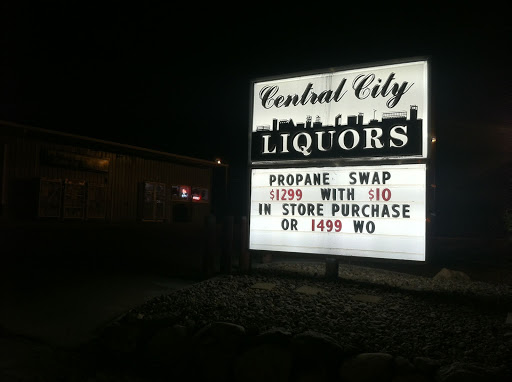 Central City
LIQUORS
PROPANE SWAP
$1299 WITH $10
IN STORE PURCHASE
OR 1499 WO